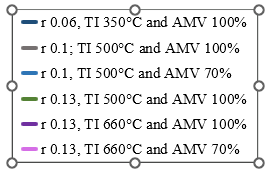 r 0.06, TI 350°C and AMV 100%
r 0.1; TI 500°C and AMV 100%
r 0.1, TI 500°C and AMV 70%
r 0.13, TI 500°C and AMV 100%
r 0.13, TI 660°C and AMV 100%
r 0.13, TI 660°C and AMV 70%